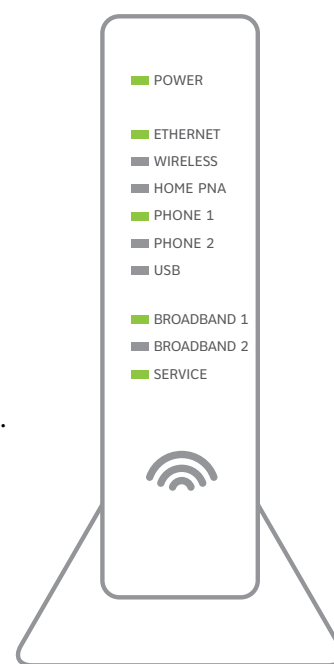 POWER
ETHERNET
WIRELESS
HOME PNA
PHONE 1
PHONE 2
USB
BROADBAND 1
BROADBAND 2
SERVICE
.